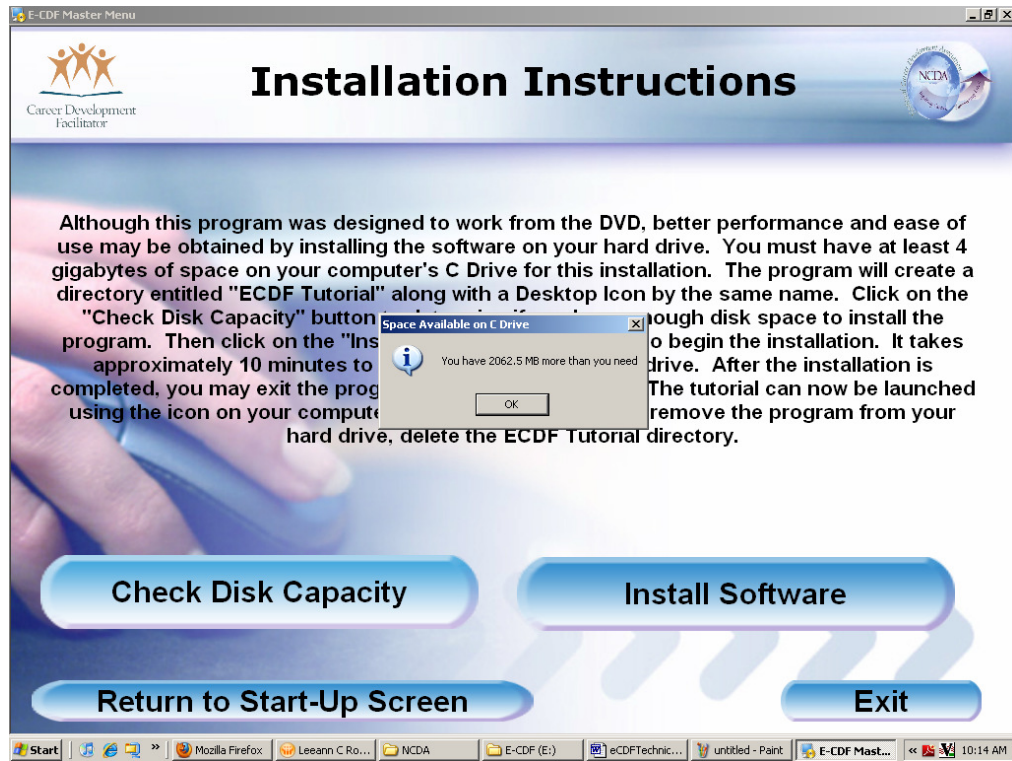 E-CDF Master Menu
Career Development
Facilitator
Installation Instructions
NCDA
Although this program was designed to work from the DVD, better performance and ease of
use may be obtained by installing the software on your hard drive. You must have at least 4
gigabytes of space on your computer's C Drive for this installation. The program will create a
directory entitled "ECDF Tutorial" along with a Desktop Icon by the same name. Click on the
"Check Disk Capacity" button
ough disk space to install the
program. Then click on the "Ins
o begin the installation. It takes
approximately 10 minutes to
drive. After the installation is
completed, you may exit the prog
The tutorial can now be launched
using the icon on your compute
remove the program from your
hard drive, delete the ECDF Tutorial directory.
Space Available on C Drive
You have 2062.5 MB more than you need
OK
Check Disk Capacity
Install Software
Return to Start-Up Screen
Exit
Start
Mozilla Firefox
Leeann C Ro...
NCDA
E-CDF (E:)
eCDFTechnic...
untitled - Paint
E-CDF Mast...
10:14 AM